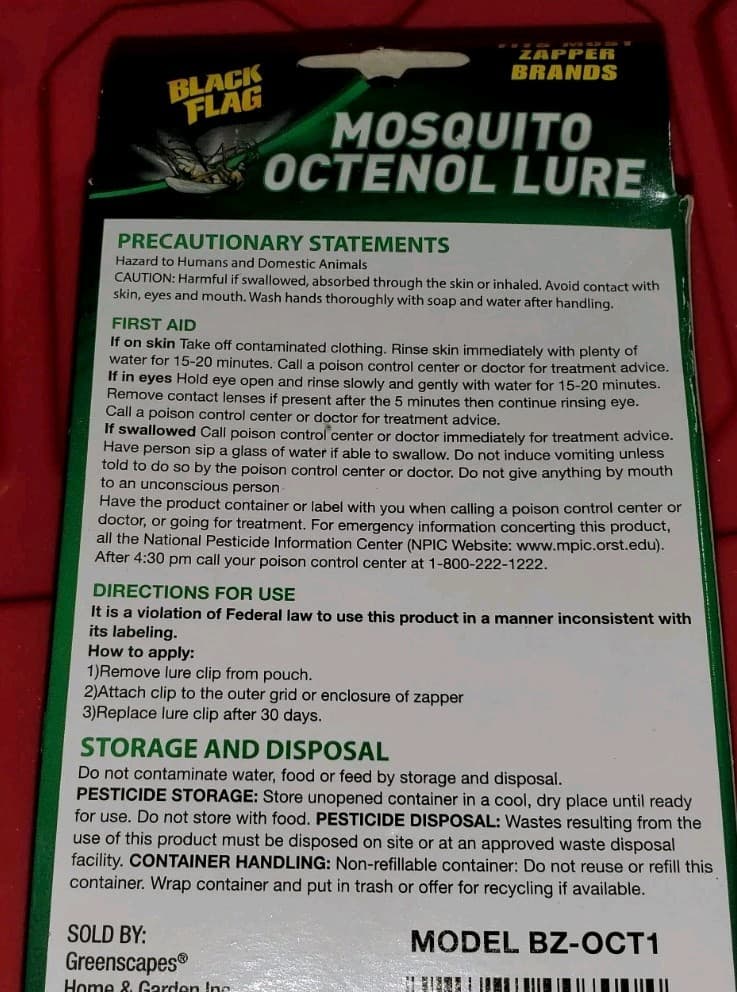 FITS MOST
ZAPPER
BRANDS
BLACK
FLAG
MOSQUITO
OCTENOL LURE
PRECAUTIONARY STATEMENTS
Hazard to Humans and Domestic Animals
CAUTION: Harmful if swallowed, absorbed through the skin or inhaled. Avoid contact with
skin, eyes and mouth. Wash hands thoroughly with soap and water after handling.
FIRST AID
If on skin Take off contaminated clothing. Rinse skin immediately with plenty of
water for 15-20 minutes. Call a poison control center or doctor for treatment advice.
If in eyes Hold eye open and rinse slowly and gently with water for 15-20 minutes.
Remove contact lenses if present after the 5 minutes then continue rinsing eye.
Call a poison control center or doctor for treatment advice.
If swallowed Call poison control center or doctor immediately for treatment advice.
Have person sip a glass of water if able to swallow. Do not induce vomiting unless
told to do so by the poison control center or doctor. Do not give anything by mouth
to an unconscious person
Have the product container or label with you when calling a poison control center or
doctor, or going for treatment. For emergency information concerting this product,
all the National Pesticide Information Center (NPIC Website: www.mpic.orst.edu).
After 4:30 pm call your poison control center at 1-800-222-1222.
DIRECTIONS FOR USE
It is a violation of Federal law to use this product in a manner inconsistent with
its labeling.
How to apply:
1)Remove lure clip from pouch.
2)Attach clip to the outer grid or enclosure of zapper
3)Replace lure clip after 30 days.
STORAGE AND DISPOSAL
Do not contaminate water, food or feed by storage and disposal.
PESTICIDE STORAGE: Store unopened container in a cool, dry place until ready
for use. Do not store with food. PESTICIDE DISPOSAL: Wastes resulting from the
use of this product must be disposed on site or at an approved waste disposal
facility. CONTAINER HANDLING: Non-refillable container: Do not reuse or refill this
container. Wrap container and put in trash or offer for recycling if available.
SOLD BY:
Greenscapes®
Home & Garden Inc
MODEL BZ-OCT1